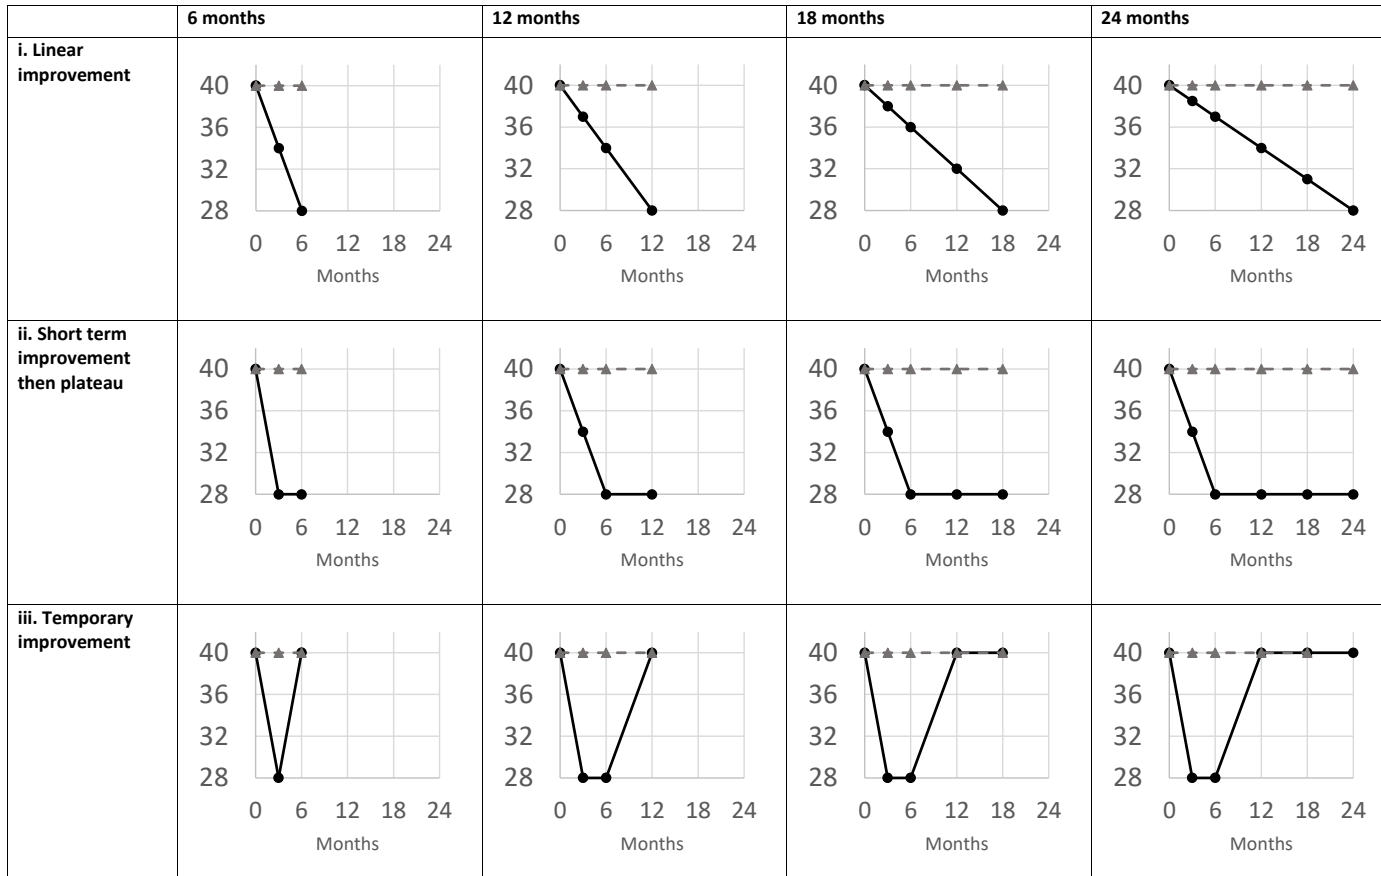 6 months 12 months 18 months 24 months
i. Linear
improvement
40
36
32
28
0 6 12 18 24
Months
40
36
32
28
0 6 12 18 24
Months
40
36
32
28
0 6 12 18 24
Months
40
36
32
28
0 6 12 18 24
Months
ii. Short term
improvement
then plateau
40
36
32
28
0 6 12 18 24
Months
40
36
32
28
0 6 12 18 24
Months
40
36
32
28
0 6 12 18 24
Months
40
36
32
28
0 6 12 18 24
Months
iii. Temporary
improvement
40
36
32
28
0 6 12 18 24
Months
40
36
32
28
0 6 12 18 24
Months
40
36
32
28
0 6 12 18 24
Months
40
36
32
28
0 6 12 18 24
Months